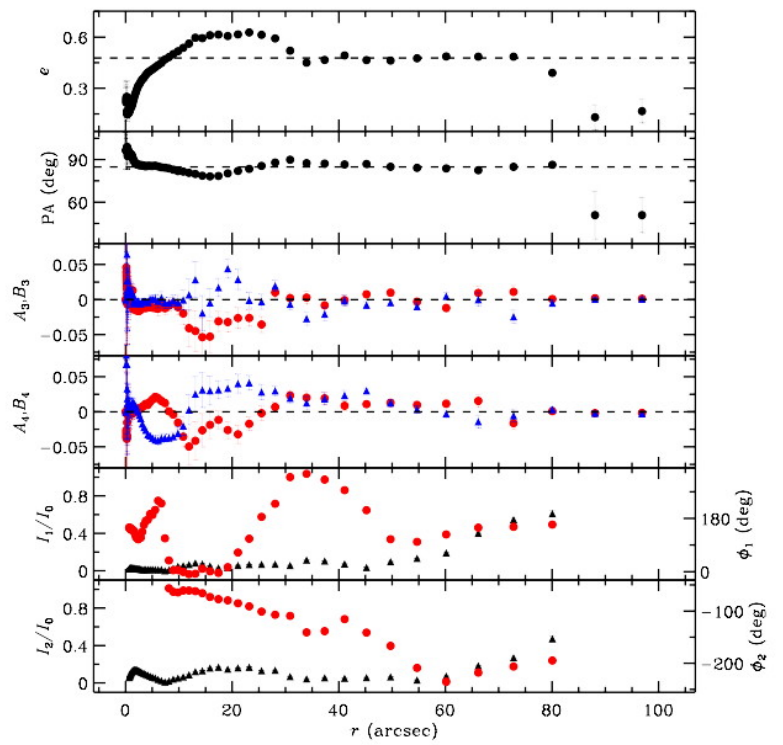 0.6
0.3
e
90
60
PA (deg)
0.05
0
−0.05
A₃,B₃
0.05
0
−0.05
A₄,B₄
0.8
0.4
0
I₁/I₀
180
0
ϕ₁ (deg)
0.8
0.4
0
I₂/I₀
−100
−200
ϕ₂ (deg)
0 20 40 60 80 100
r (arcsec)